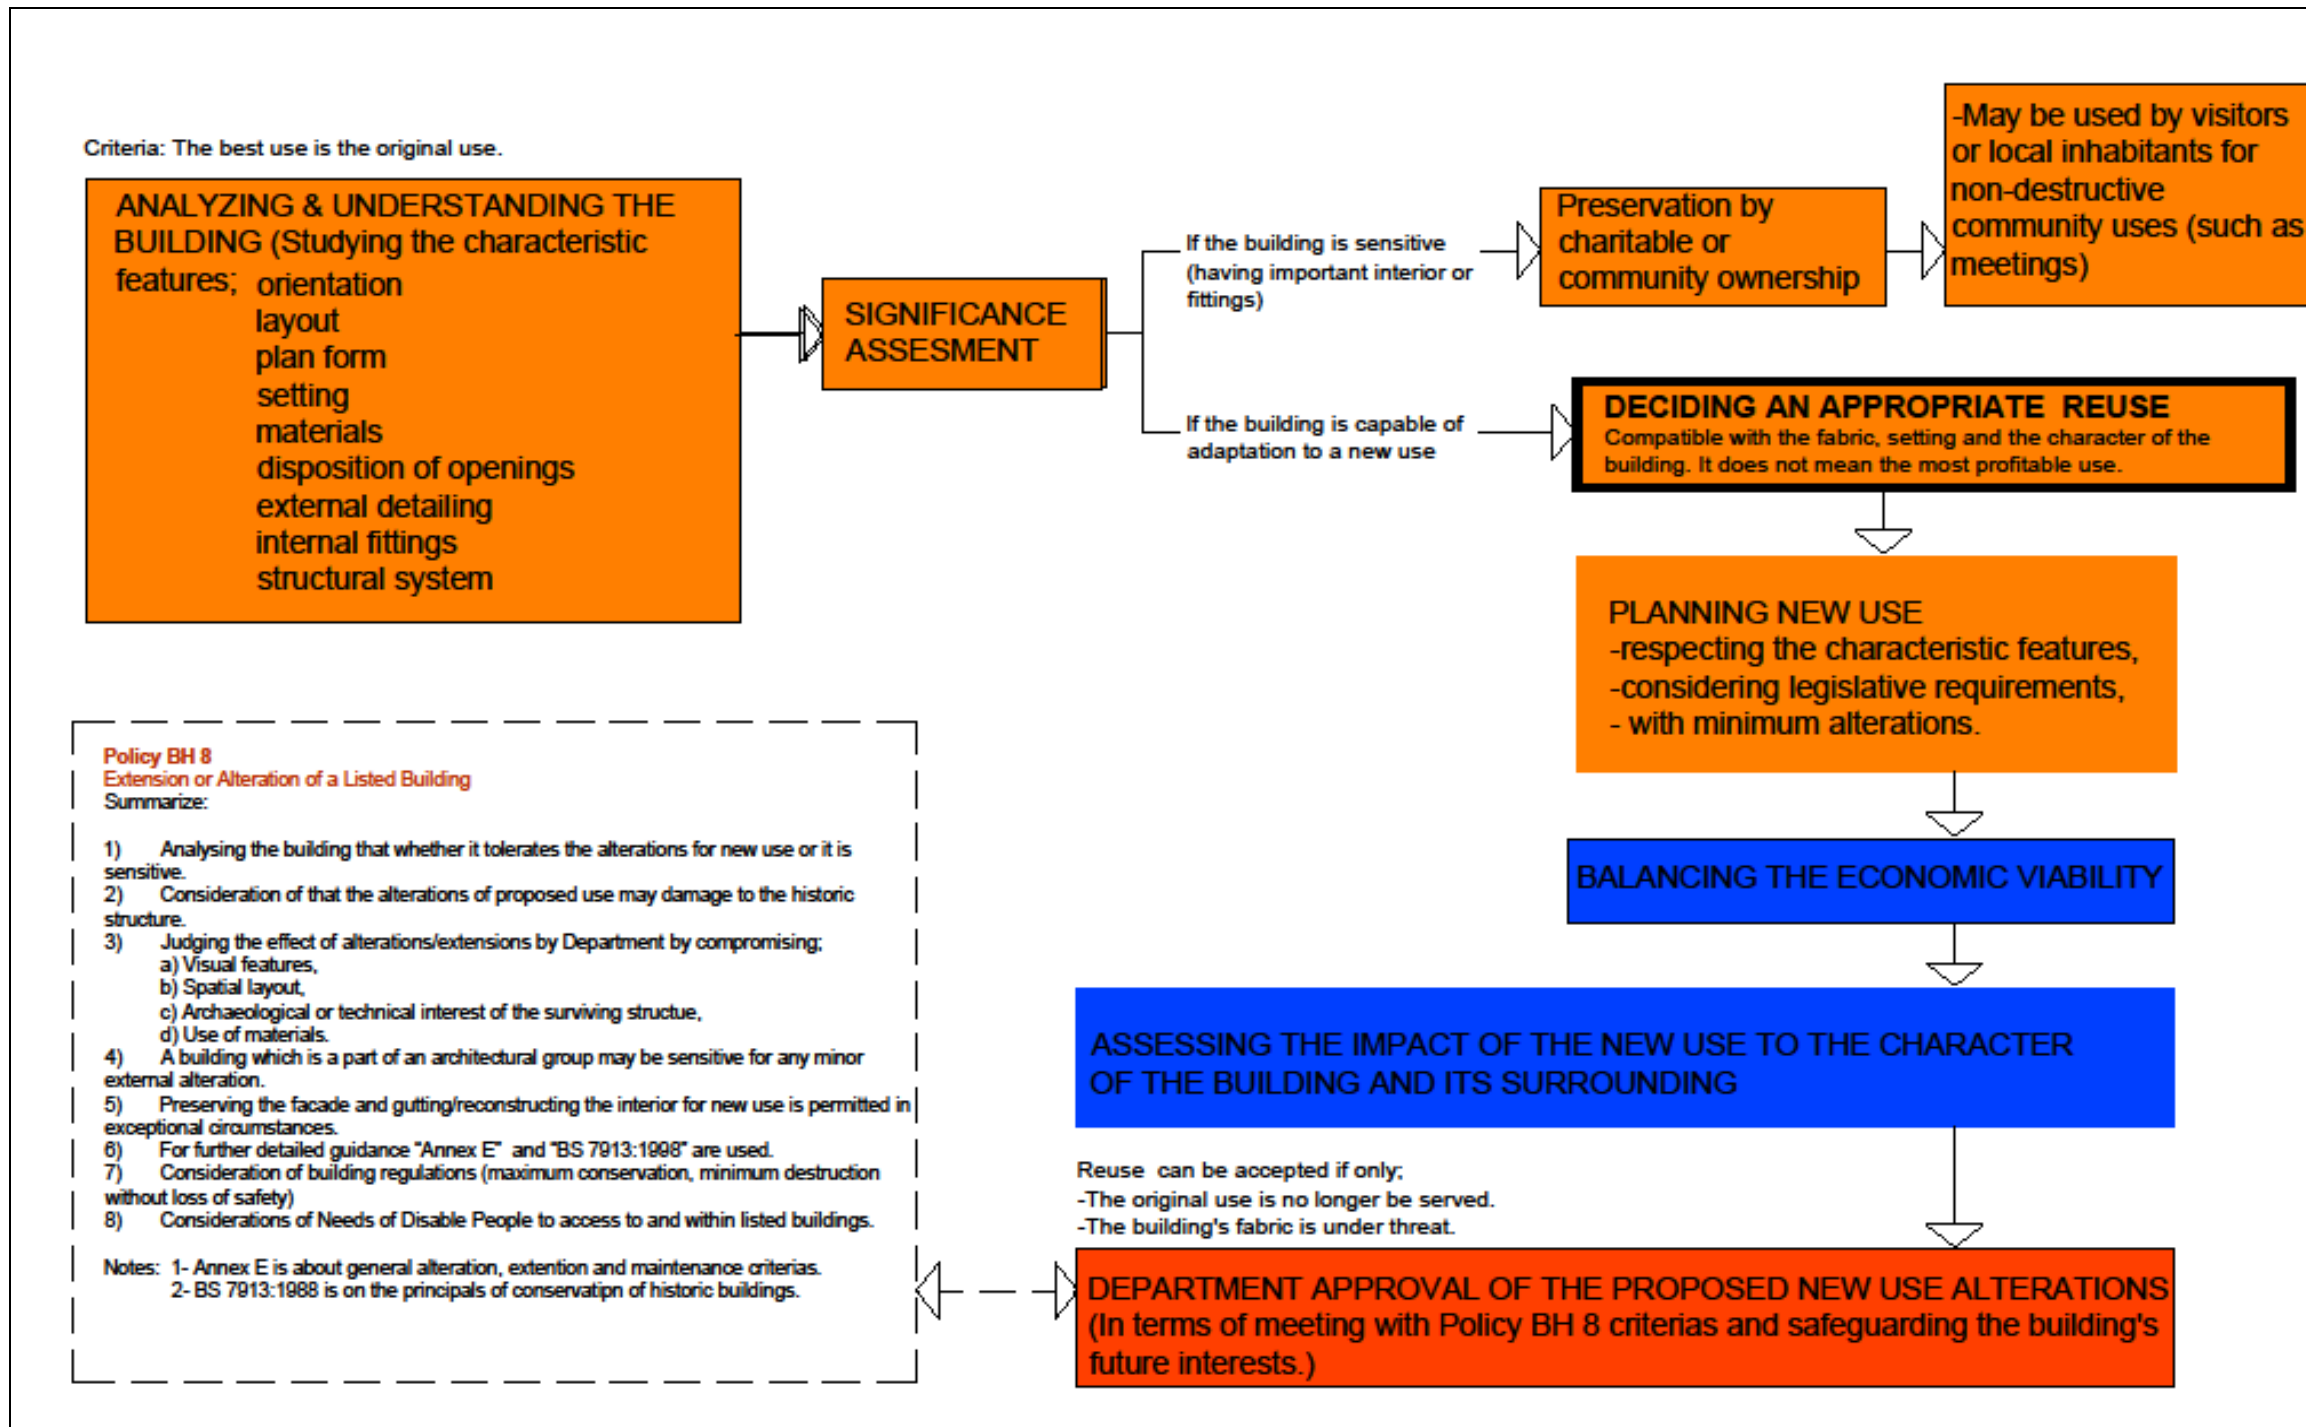 Criteria: The best use is the original use.
ANALYZING & UNDERSTANDING THE
BUILDING (Studying the characteristic
features;
orientation
layout
plan form
setting
materials
disposition of openings
external detailing
internal fittings
structural system
SIGNIFICANCE
ASSESMENT
If the building is sensitive
(having important interior or
fittings)
Preservation by
charitable or
community ownership
-May be used by visitors
or local inhabitants for
non-destructive
community uses (such as
meetings)
If the building is capable of
adaptation to a new use
DECIDING AN APPROPRIATE REUSE
Compatible with the fabric, setting and the character of the
building. It does not mean the most profitable use.
PLANNING NEW USE
-respecting the characteristic features,
-considering legislative requirements,
- with minimum alterations.
BALANCING THE ECONOMIC VIABILITY
ASSESSING THE IMPACT OF THE NEW USE TO THE CHARACTER
OF THE BUILDING AND ITS SURROUNDING
Reuse can be accepted if only;
-The original use is no longer be served.
-The building's fabric is under threat.
DEPARTMENT APPROVAL OF THE PROPOSED NEW USE ALTERATIONS
(In terms of meeting with Policy BH 8 criterias and safeguarding the building's
future interests.)
Policy BH 8
Extension or Alteration of a Listed Building
Summarize:
1) Analysing the building that whether it tolerates the alterations for new use or it is
sensitive.
2) Consideration of that the alterations of proposed use may damage to the historic
structure.
3) Judging the effect of alterations/extensions by Department by compromising;
a) Visual features,
b) Spatial layout,
c) Archaeological or technical interest of the surviving structue,
d) Use of materials.
4) A building which is a part of an architectural group may be sensitive for any minor
external alteration.
5) Preserving the facade and gutting/reconstructing the interior for new use is permitted in
exceptional circumstances.
6) For further detailed guidance "Annex E" and "BS 7913:1998" are used.
7) Consideration of building regulations (maximum conservation, minimum destruction
without loss of safety)
8) Considerations of Needs of Disable People to access to and within listed buildings.
Notes: 1- Annex E is about general alteration, extention and maintenance criterias.
2- BS 7913:1988 is on the principals of conservatipn of historic buildings.